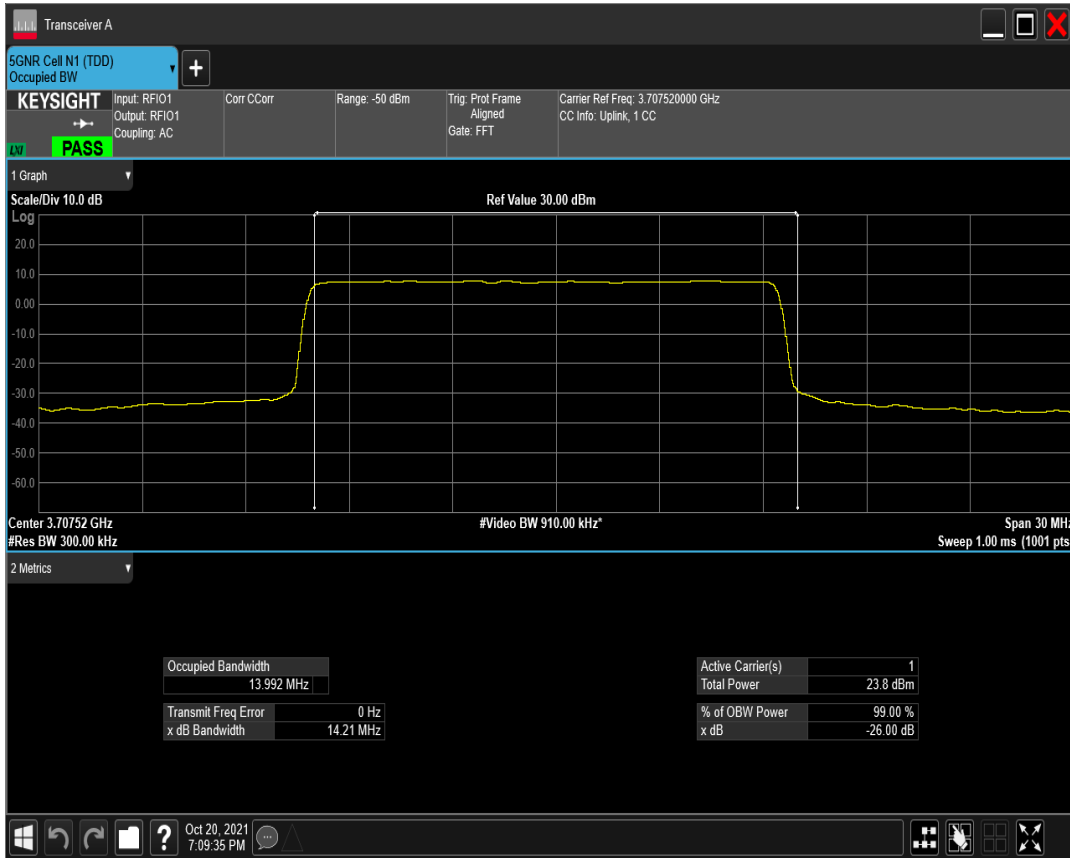 Transceiver A
5GNR Cell N1 (TDD)
Occupied BW
+
KEYSIGHT
LXI
PASS
Input: RFIO1
Output: RFIO1
Coupling: AC
Corr CCorr
Range: -50 dBm
Trig: Prot Frame
Aligned
Gate: FFT
Carrier Ref Freq: 3.707520000 GHz
CC Info: Uplink, 1 CC
1 Graph
Scale/Div 10.0 dB
Ref Value 30.00 dBm
Log
20.0
10.0
0.00
-10.0
-20.0
-30.0
-40.0
-50.0
-60.0
Center 3.70752 GHz
#Video BW 910.00 kHz*
Span 30 MHz
#Res BW 300.00 kHz
Sweep 1.00 ms (1001 pts
2 Metrics
Occupied Bandwidth
13.992 MHz
Transmit Freq Error 0 Hz
x dB Bandwidth 14.21 MHz
Active Carrier(s) 1
Total Power 23.8 dBm
% of OBW Power 99.00 %
x dB -26.00 dB
?
Oct 20, 2021
7:09:35 PM